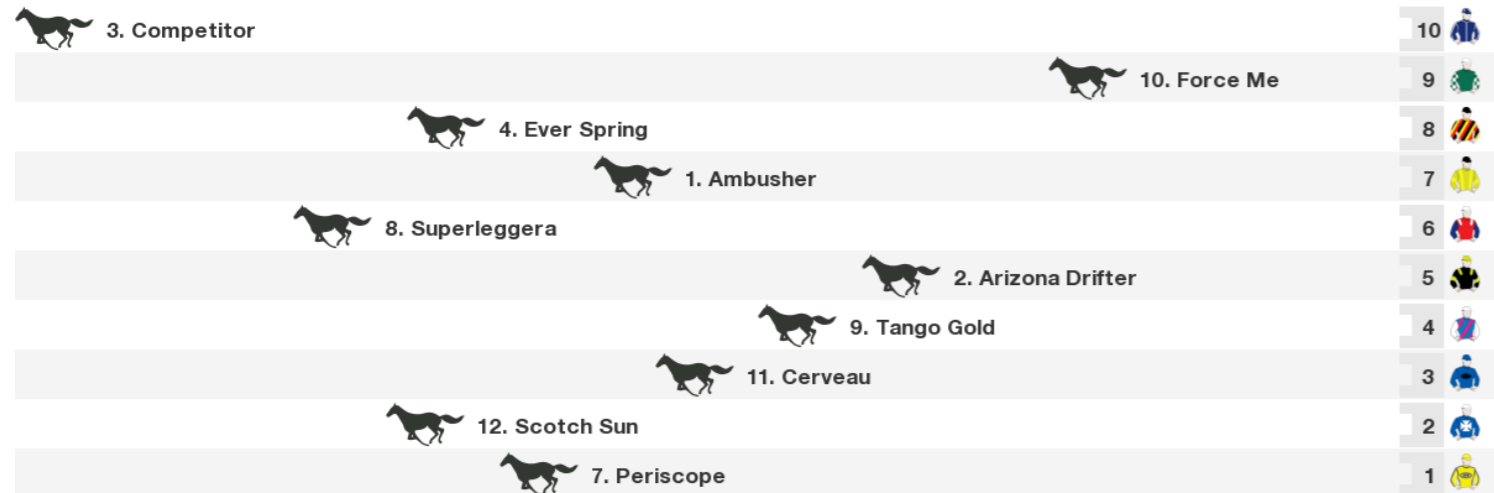 3. Competitor 10
10. Force Me 9
4. Ever Spring 8
1. Ambusher 7
8. Superleggera 6
2. Arizona Drifter 5
9. Tango Gold 4
11. Cerveau 3
12. Scotch Sun 2
7. Periscope 1